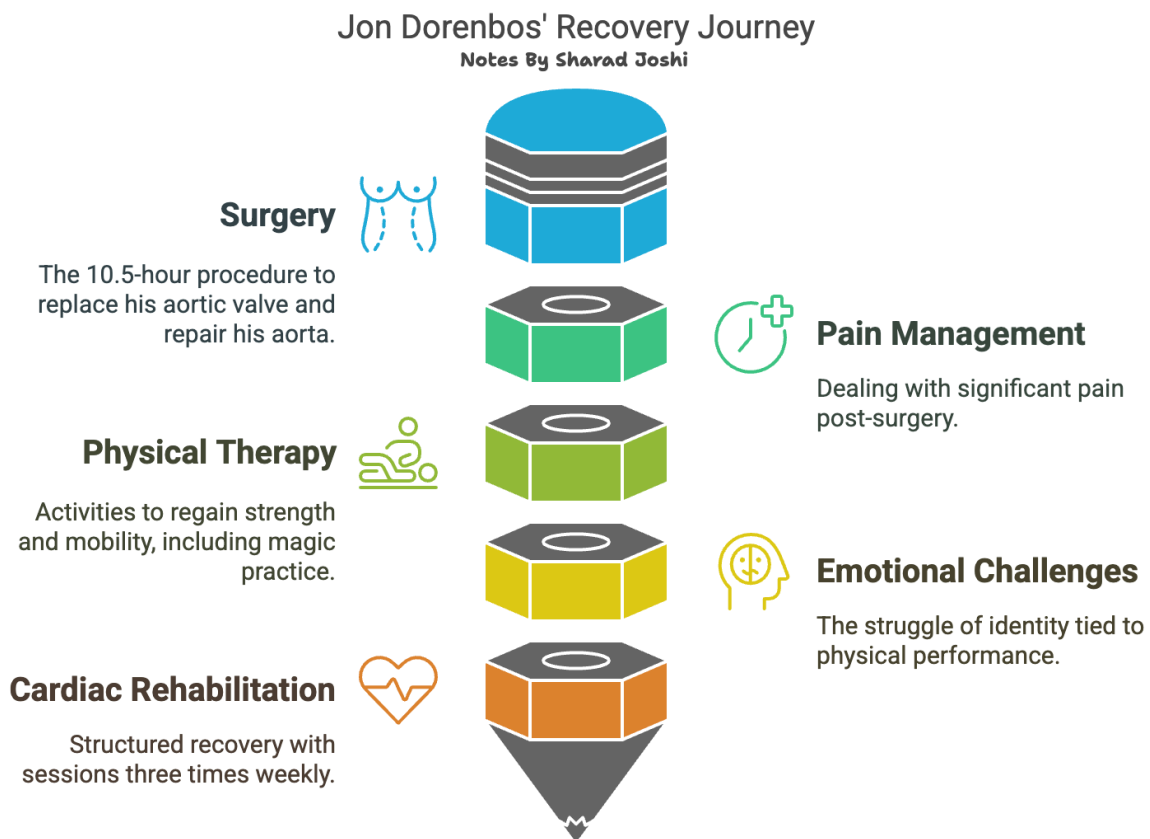 Jon Dorenbos' Recovery Journey
Notes By Sharad Joshi
Surgery
The 10.5-hour procedure to
replace his aortic valve and
repair his aorta.
Pain Management
Dealing with significant pain
post-surgery.
Physical Therapy
Activities to regain strength
and mobility, including magic
practice.
Emotional Challenges
The struggle of identity tied to
physical performance.
Cardiac Rehabilitation
Structured recovery with
sessions three times weekly.